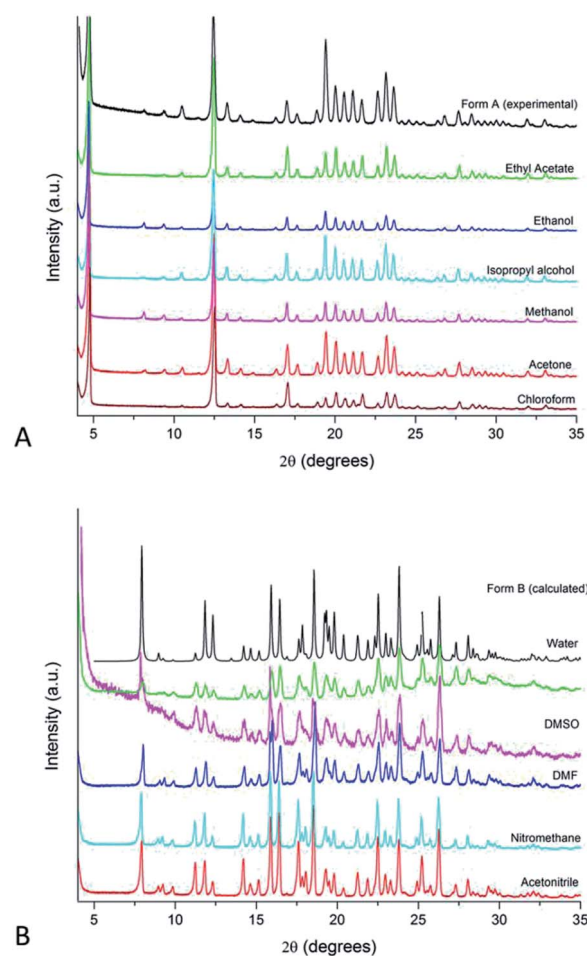 Form A (experimental)
Ethyl Acetate
Ethanol
Isopropyl alcohol
Methanol
Acetone
Chloroform
Intensity (a.u.)
5 10 15 20 25 30 35
2θ (degrees)
A
Form B (calculated)
Water
DMSO
DMF
Nitromethane
Acetonitrile
Intensity (a.u.)
5 10 15 20 25 30 35
2θ (degrees)
B